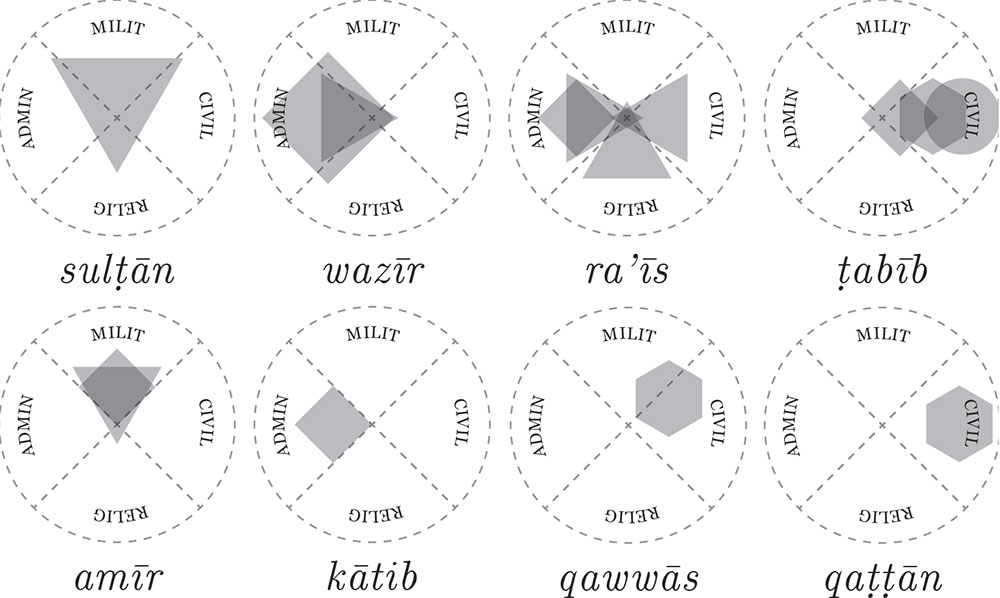 MILIT
ADMIN
CIVIL
RELIG
sulṭān
MILIT
ADMIN
CIVIL
RELIG
wazīr
MILIT
ADMIN
CIVIL
RELIG
ra’īs
MILIT
ADMIN
CIVIL
RELIG
ṭabīb
MILIT
ADMIN
CIVIL
RELIG
amīr
MILIT
ADMIN
CIVIL
RELIG
kātib
MILIT
ADMIN
CIVIL
RELIG
qawwās
MILIT
ADMIN
CIVIL
RELIG
qaṭṭān